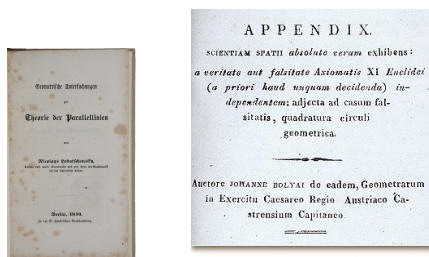 Geometrische Untersuchungen
zur
Theorie der Parallellinien
von
Nicolaus Lobatschewsky,
Berlin, 1840.
APPENDIX.
SCIENTIAM SPATII absolute veram exhibens:
a veritate aut falsitate Axiomatis XI Euclidei
(a priori haud unquam decidenda) in-
dependentem; adjecta ad casum fal-
sitatis, quadratura circuli
geometrica.
Auctore JOHANNE BOLYAI de eadem, Geometrarum
in Exercitu Caesareo Regio Austriaco Ca-
strensium Capitaneo.